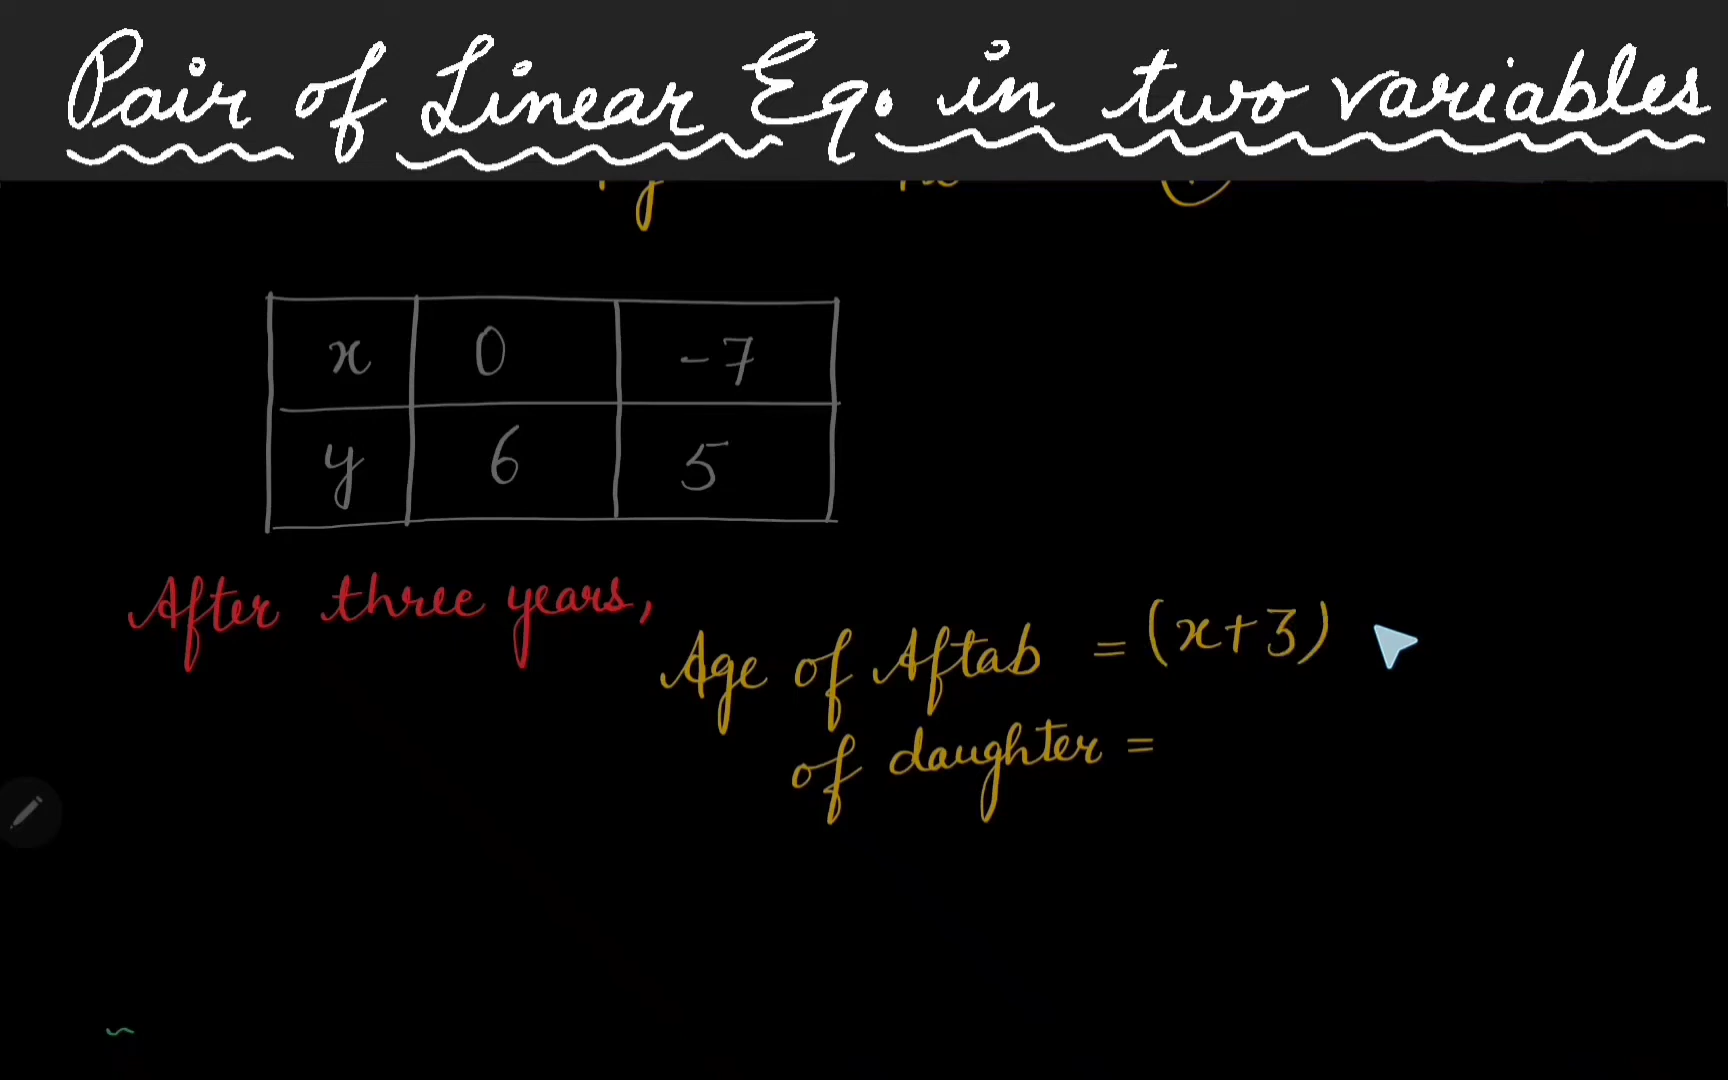 Pair of Linear Eq. in two variables
x 0 -7
y 6 5
After three years,
Age of Aftab = (x+3)
of daughter =